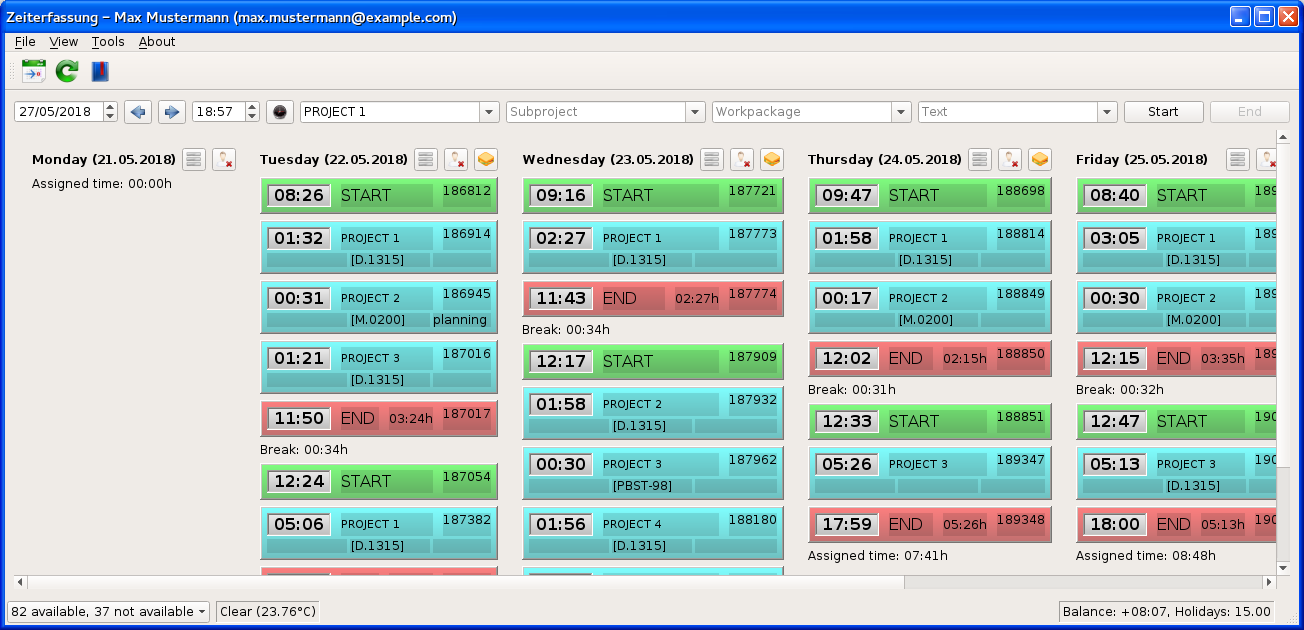 Zeiterfassung – Max Mustermann (max.mustermann@example.com)
File View Tools About
27/05/2018 18:57 PROJECT 1 Subproject Workpackage Text Start End
Monday (21.05.2018)
Assigned time: 00:00h
Tuesday (22.05.2018)
08:26 START 186812
01:32 PROJECT 1 186914
[D.1315]
00:31 PROJECT 2 186945
[M.0200] planning
01:21 PROJECT 3 187016
[D.1315]
11:50 END 03:24h 187017
Break: 00:34h
12:24 START 187054
05:06 PROJECT 1 187382
[D.1315]
Wednesday (23.05.2018)
09:16 START 187721
02:27 PROJECT 1 187773
[D.1315]
11:43 END 02:27h 187774
Break: 00:34h
12:17 START 187909
01:58 PROJECT 2 187932
[D.1315]
00:30 PROJECT 3 187962
[PBST-98]
01:56 PROJECT 4 188180
[D.1315]
Thursday (24.05.2018)
09:47 START 188698
01:58 PROJECT 1 188814
[D.1315]
00:17 PROJECT 2 188849
[M.0200]
12:02 END 02:15h 188850
Break: 00:31h
12:33 START 188851
05:26 PROJECT 3 189347
17:59 END 05:26h 189348
Assigned time: 07:41h
Friday (25.05.2018)
08:40 START
03:05 PROJECT 1
[D.1315]
00:30 PROJECT 2
[M.0200]
12:15 END 03:35h
Break: 00:32h
12:47 START
05:13 PROJECT 3
[D.1315]
18:00 END 05:13h
Assigned time: 08:48h
82 available, 37 not available Clear (23.76°C) Balance: +08:07, Holidays: 15.00